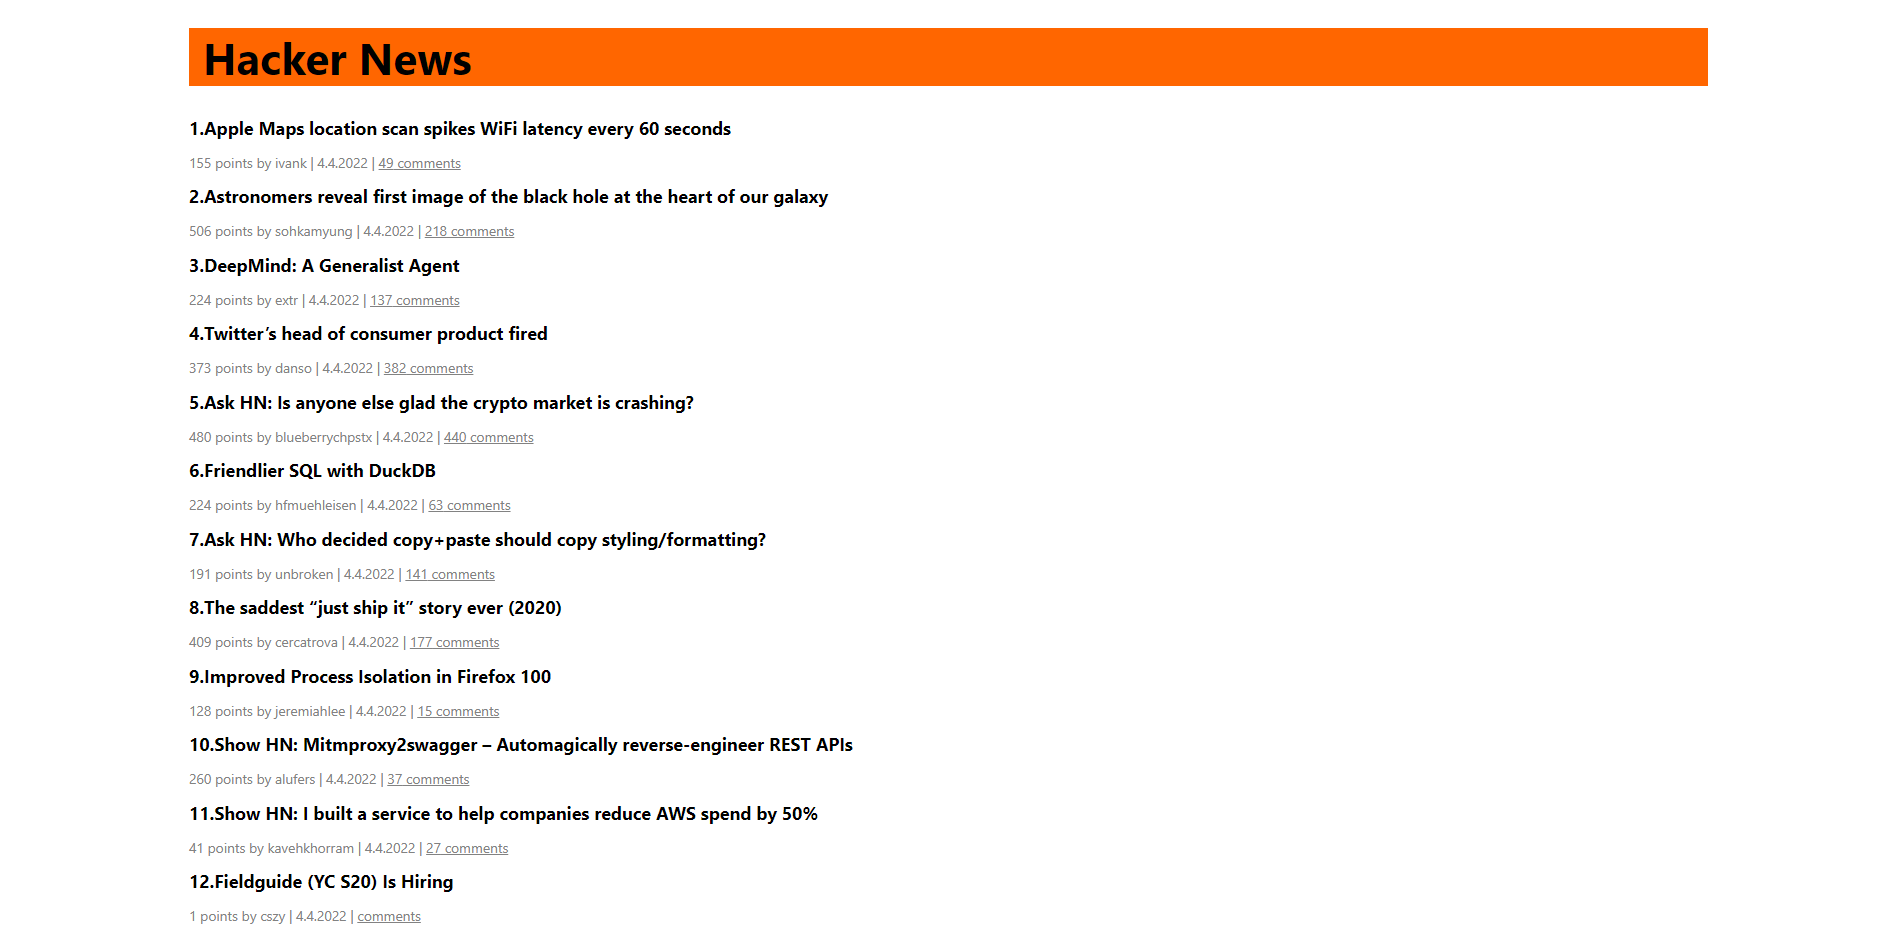 Hacker News
1.Apple Maps location scan spikes WiFi latency every 60 seconds
155 points by ivank | 4.4.2022 | 49 comments
2.Astronomers reveal first image of the black hole at the heart of our galaxy
506 points by sohkamyung | 4.4.2022 | 218 comments
3.DeepMind: A Generalist Agent
224 points by extr | 4.4.2022 | 137 comments
4.Twitter’s head of consumer product fired
373 points by danso | 4.4.2022 | 382 comments
5.Ask HN: Is anyone else glad the crypto market is crashing?
480 points by blueberrychpstx | 4.4.2022 | 440 comments
6.Friendlier SQL with DuckDB
224 points by hfmuehleisen | 4.4.2022 | 63 comments
7.Ask HN: Who decided copy+paste should copy styling/formatting?
191 points by unbroken | 4.4.2022 | 141 comments
8.The saddest “just ship it” story ever (2020)
409 points by cercatrova | 4.4.2022 | 177 comments
9.Improved Process Isolation in Firefox 100
128 points by jeremiahlee | 4.4.2022 | 15 comments
10.Show HN: Mitmproxy2swagger – Automagically reverse-engineer REST APIs
260 points by alufers | 4.4.2022 | 37 comments
11.Show HN: I built a service to help companies reduce AWS spend by 50%
41 points by kavehkhorram | 4.4.2022 | 27 comments
12.Fieldguide (YC S20) Is Hiring
1 points by cszy | 4.4.2022 | comments